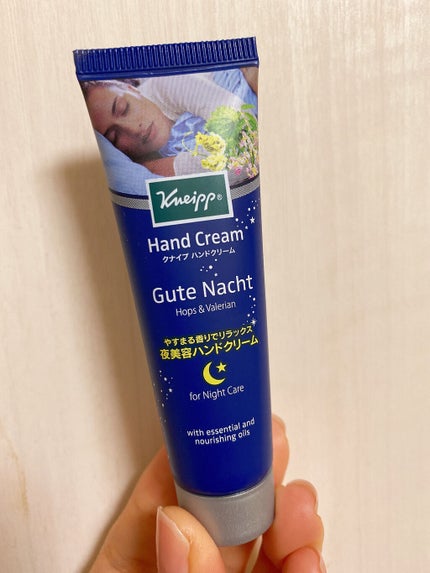 Kneipp®
Hand Cream
クナイプ ハンドクリーム
Gute Nacht
Hops & Valerian
やすまる香りでリラックス
夜美容ハンドクリーム
for Night Care
with essential and
nourishing oils